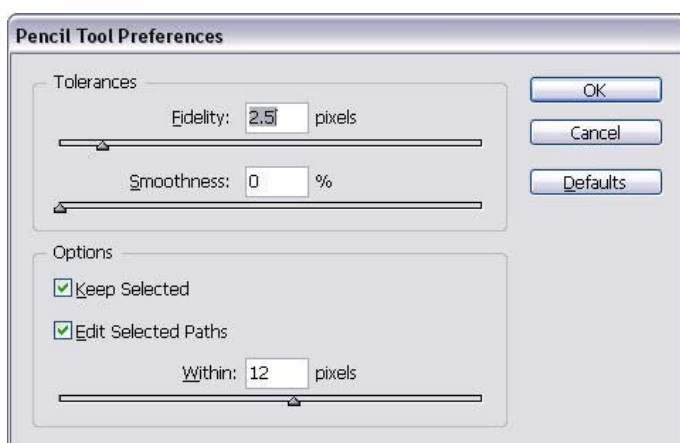 Pencil Tool Preferences
Tolerances
Fidelity: 2.5 pixels
Smoothness: 0 %
OK
Cancel
Defaults
Options
Keep Selected
Edit Selected Paths
Within: 12 pixels